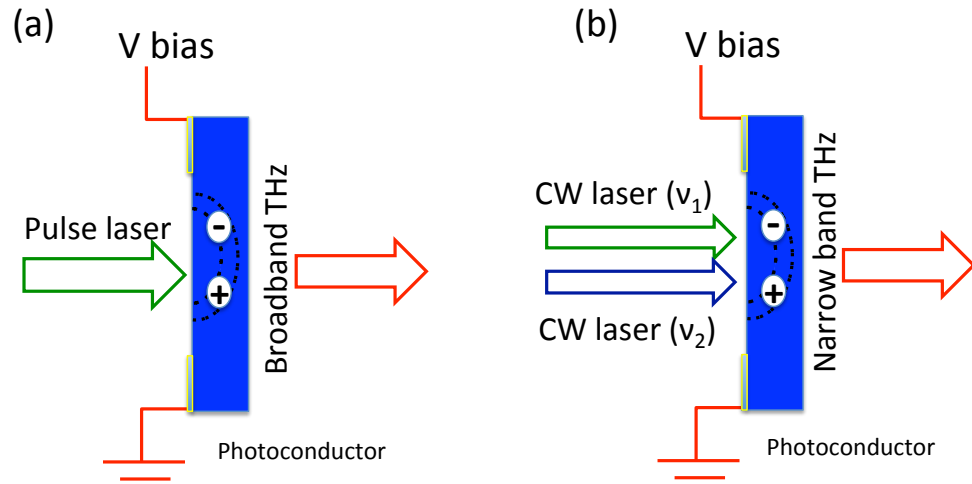 (a)
V bias
Pulse laser
-
+
Broadband THz
Photoconductor
(b)
V bias
CW laser (ν₁)
CW laser (ν₂)
-
+
Narrow band THz
Photoconductor